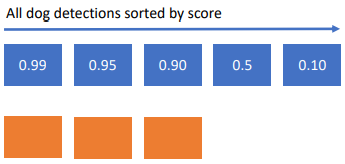 All dog detections sorted by score
0.99 0.95 0.90 0.5 0.10